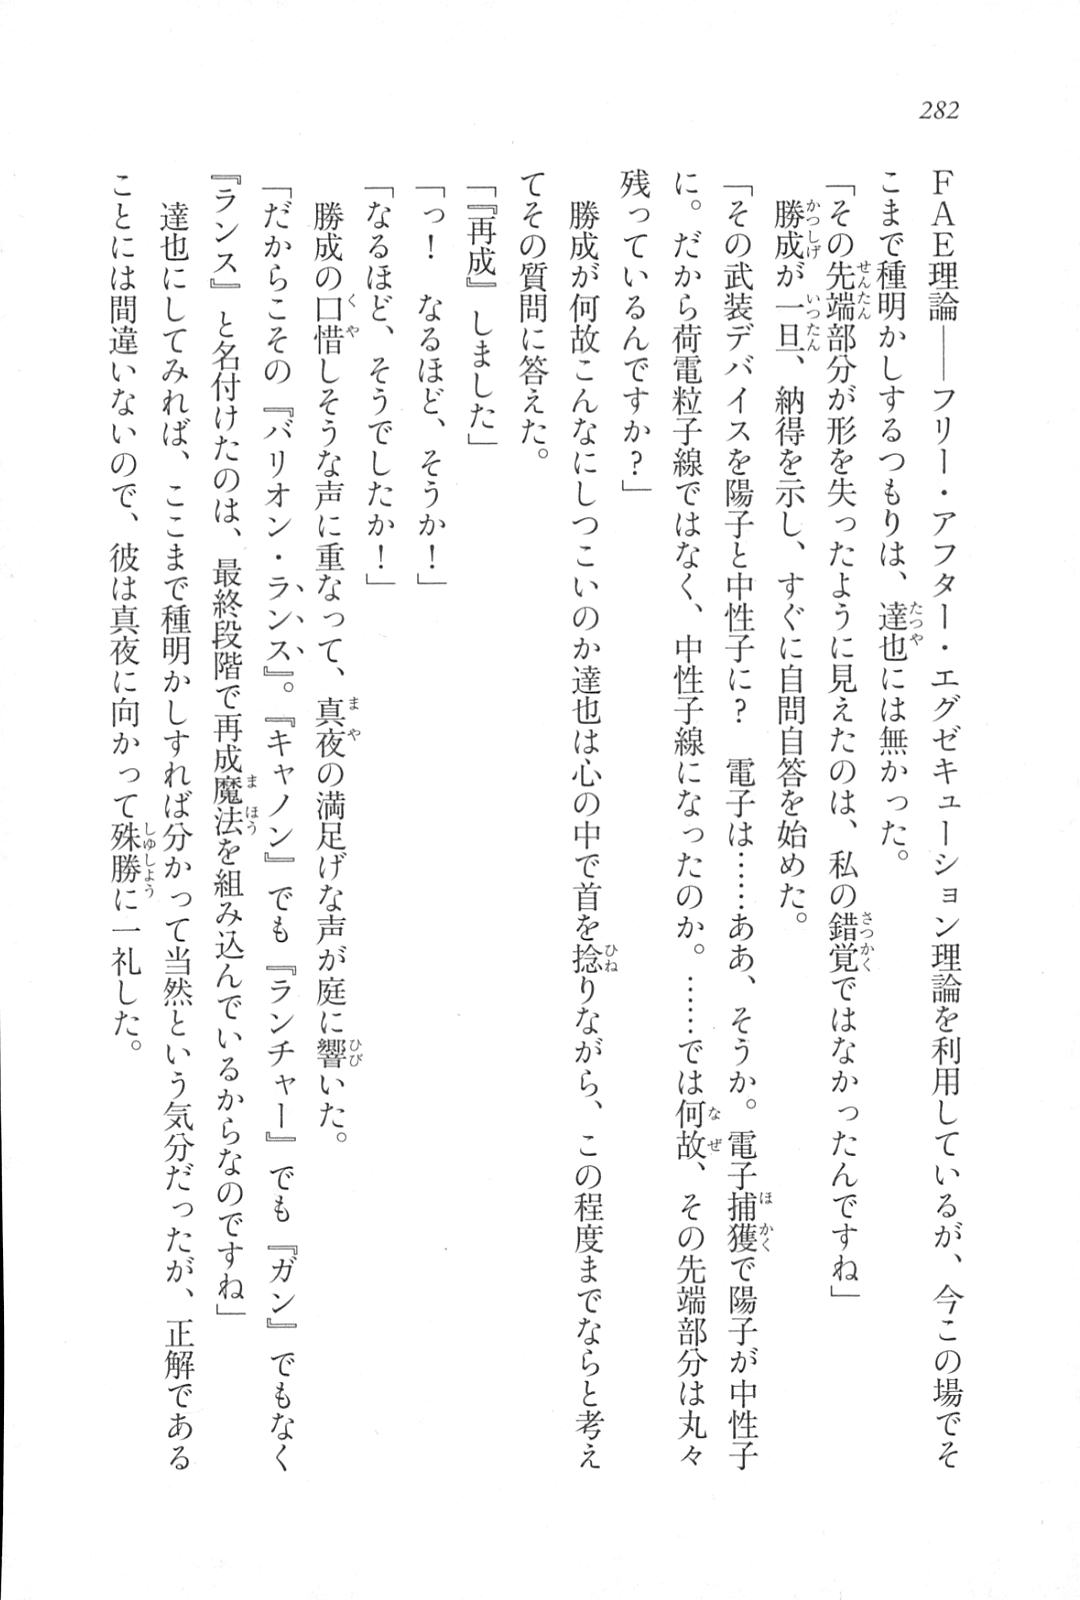 282
ＦＡＥ理論――フリー・アフター・エグゼキューション理論を利用しているが、今この場でそ
こまで種明かしするつもりは、達也には無かった。
「その先端部分が形を失ったように見えたのは、私の錯覚ではなかったんですね」
　勝成が一旦、納得を示し、すぐに自問自答を始めた。
「その武装デバイスを陽子と中性子に？　電子は……ああ、そうか。電子捕獲で陽子が中性子
に。だから荷電粒子線ではなく、中性子線になったのか。……では何故、その先端部分は丸々
残っているんですか？」
　勝成が何故こんなにしつこいのか達也は心の中で首を捻りながら、この程度までならと考え
てその質問に答えた。
「『再成』しました」
「っ！　なるほど、そうか！」
「なるほど、そうでしたか！」
　勝成の口惜しそうな声に重なって、真夜の満足げな声が庭に響いた。
「だからこその『バリオン・ランス』。『キャノン』でも『ランチャー』でも『ガン』でもなく
『ランス』と名付けたのは、最終段階で再成魔法を組み込んでいるからなのですね」
　達也にしてみれば、ここまで種明かしすれば分かって当然という気分だったが、正解である
ことには間違いないので、彼は真夜に向かって殊勝に一礼した。